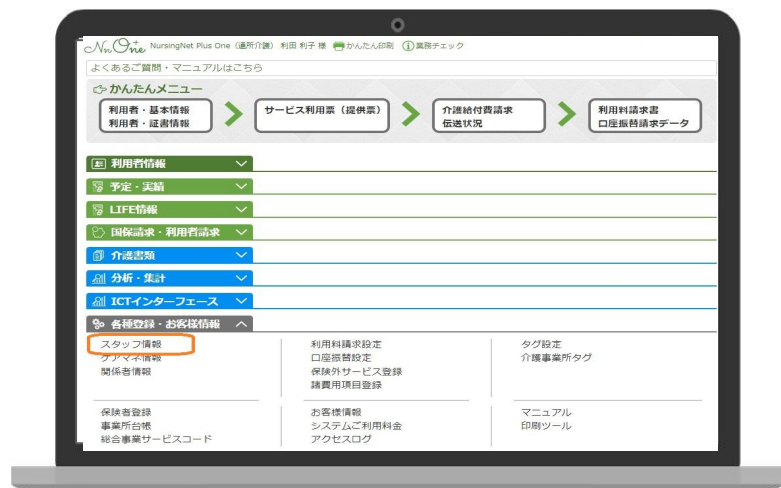 NnOne+ NursingNet Plus One（通所介護） 利田 利子 様 かんたん印刷 業務チェック
よくあるご質問・マニュアルはこちら
かんたんメニュー
利用者・基本情報
利用者・証書情報
サービス利用票（提供票）
介護給付費請求
伝送状況
利用料請求書
口座振替請求データ
利用者情報
予定・実績
LIFE情報
国保請求・利用者請求
介護書類
分析・集計
ICTインターフェース
各種登録・お客様情報
スタッフ情報
ケアマネ情報
関係者情報
利用料請求設定
口座振替設定
保険外サービス登録
諸費用項目登録
タグ設定
介護事業所タグ
保険者登録
事業所台帳
総合事業サービスコード
お客様情報
システムご利用料金
アクセスログ
マニュアル
印刷ツール